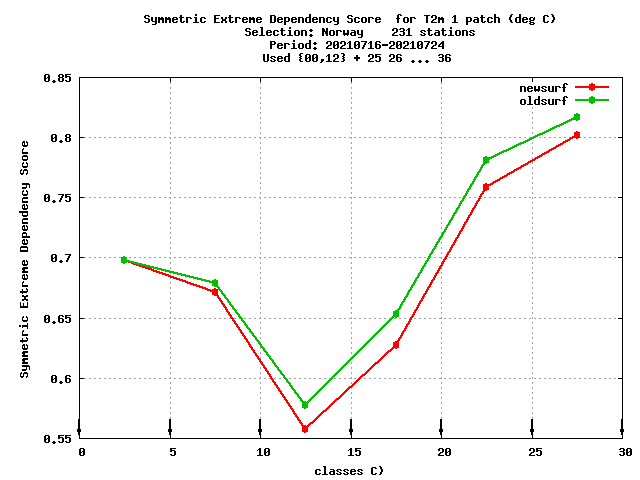 Symmetric Extreme Dependency Score  for T2m 1 patch (deg C)
Selection: Norway    231 stations
Period: 20210716-20210724
Used {00,12} + 25 26 ... 36
newsurf
oldsurf
Symmetric Extreme Dependency Score
0.85
0.8
0.75
0.7
0.65
0.6
0.55
0 5 10 15 20 25 30
classes C)